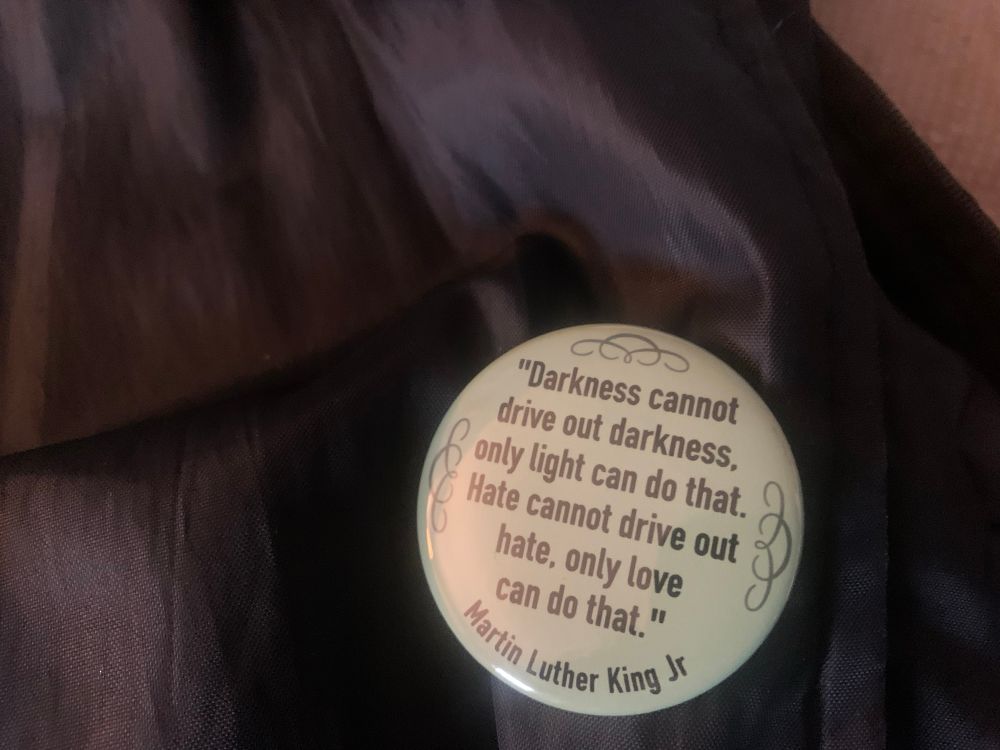 "Darkness cannot
drive out darkness,
only light can do that.
Hate cannot drive out
hate, only love
can do that."
Martin Luther King Jr